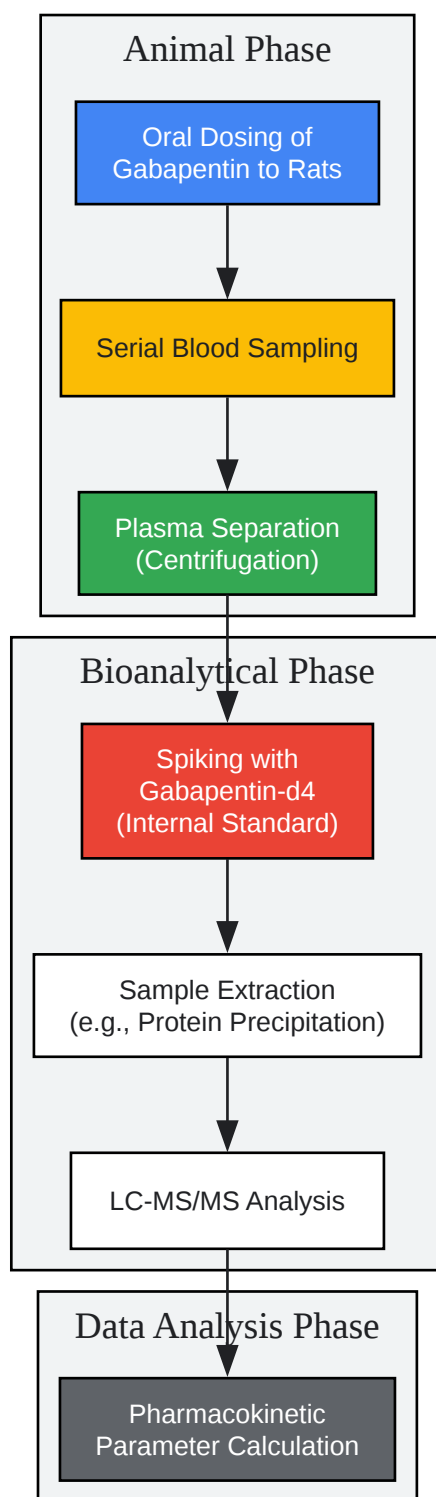 Animal Phase
Oral Dosing of
Gabapentin to Rats
Serial Blood Sampling
Plasma Separation
(Centrifugation)
Bioanalytical Phase
Spiking with
Gabapentin-d4
(Internal Standard)
Sample Extraction
(e.g., Protein Precipitation)
LC-MS/MS Analysis
Data Analysis Phase
Pharmacokinetic
Parameter Calculation